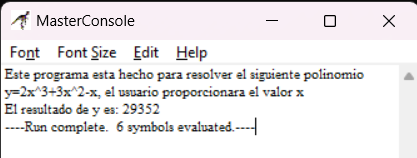 MasterConsole
Font Font Size Edit Help
Este programa esta hecho para resolver el siguiente polinomio
y=2x^3+3x^2-x, el usuario proporcionara el valor x
El resultado de y es: 29352
----Run complete. 6 symbols evaluated.----